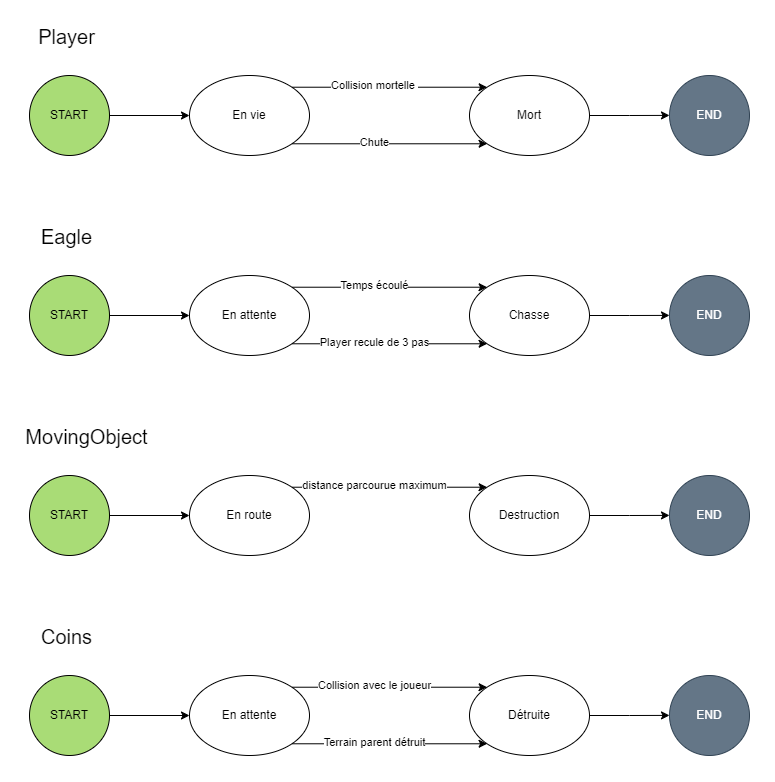 Player
START
En vie
Collision mortelle
Chute
Mort
END
Eagle
START
En attente
Temps écoulé
Player recule de 3 pas
Chasse
END
MovingObject
START
En route
distance parcourue maximum
Destruction
END
Coins
START
En attente
Collision avec le joueur
Terrain parent détruit
Détruite
END